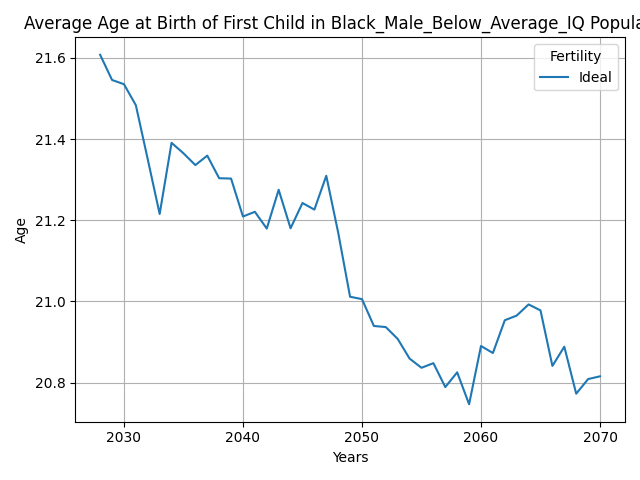 Average Age at Birth of First Child in Black_Male_Below_Average_IQ Popula
Fertility
Ideal
21.6
21.4
21.2
21.0
20.8
Age
2030 2040 2050 2060 2070
Years